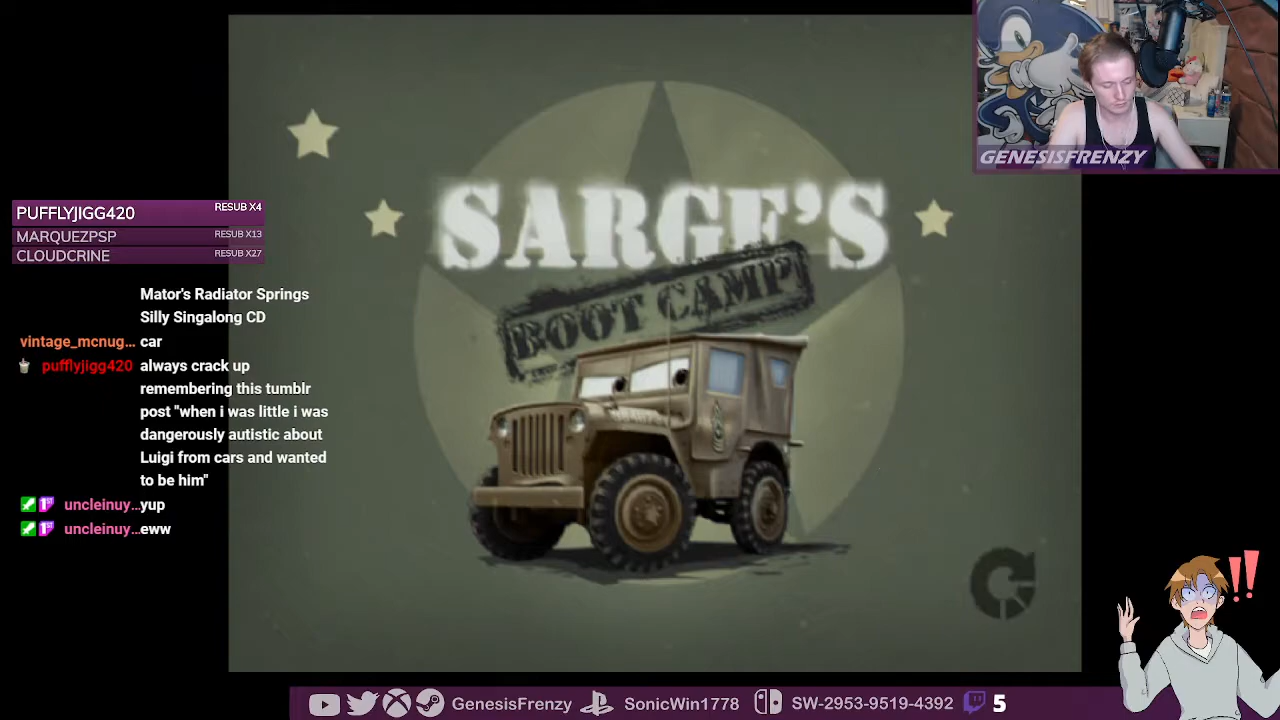 GENESISFRENZY
SARGE'S
BOOT CAMP
PUFFLYJIGG420 RESUB X4
MARQUEZPSP RESUB X13
CLOUDCRINE RESUB X27
Mator's Radiator Springs
Silly Singalong CD
vintage_mcnug... car
pufflyjigg420 always crack up
remembering this tumblr
post "when i was little i was
dangerously autistic about
Luigi from cars and wanted
to be him"
uncleinuy... yup
uncleinuy... eww
!!
GenesisFrenzy SonicWin1778 SW-2953-9519-4392 5